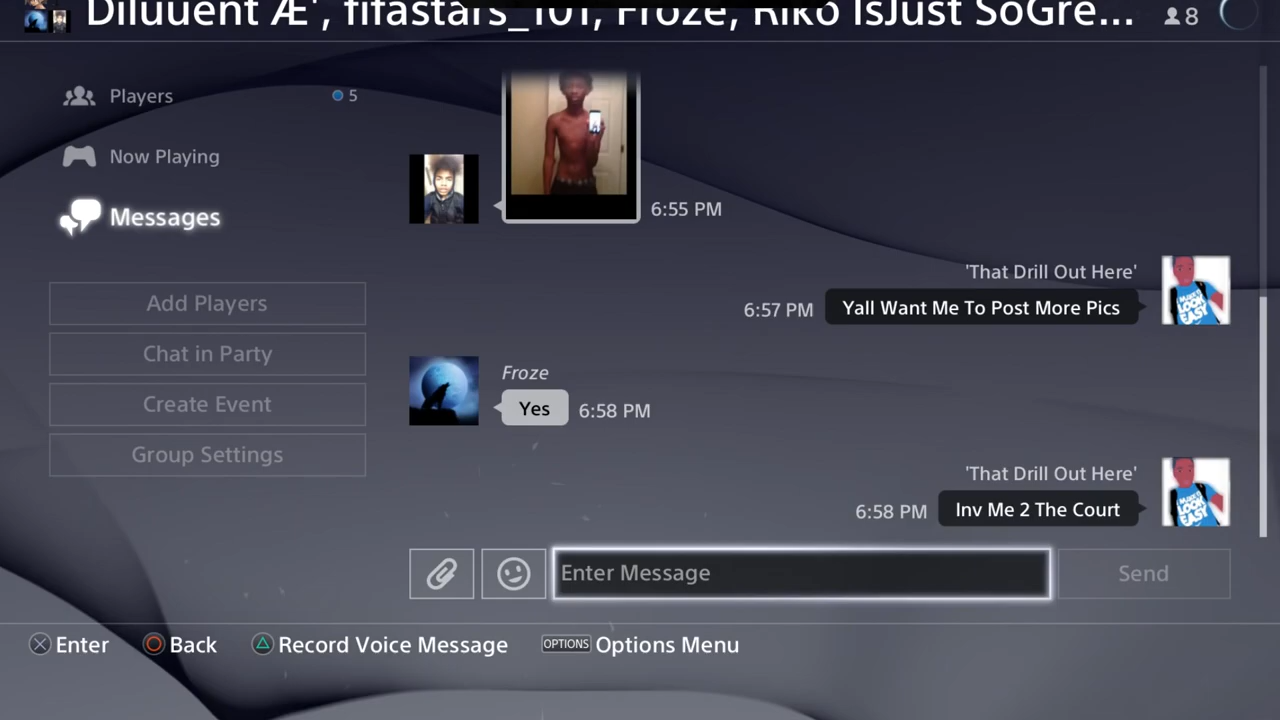 Diluuent Æ', fifastars_101, Froze, Riko IsJust SoGre...
8
Players
5
Now Playing
Messages
6:55 PM
'That Drill Out Here'
6:57 PM
Yall Want Me To Post More Pics
Add Players
Chat in Party
Create Event
Group Settings
Froze
Yes
6:58 PM
'That Drill Out Here'
6:58 PM
Inv Me 2 The Court
Enter Message
Send
Enter
Back
Record Voice Message
OPTIONS
Options Menu
LOOK
EASY